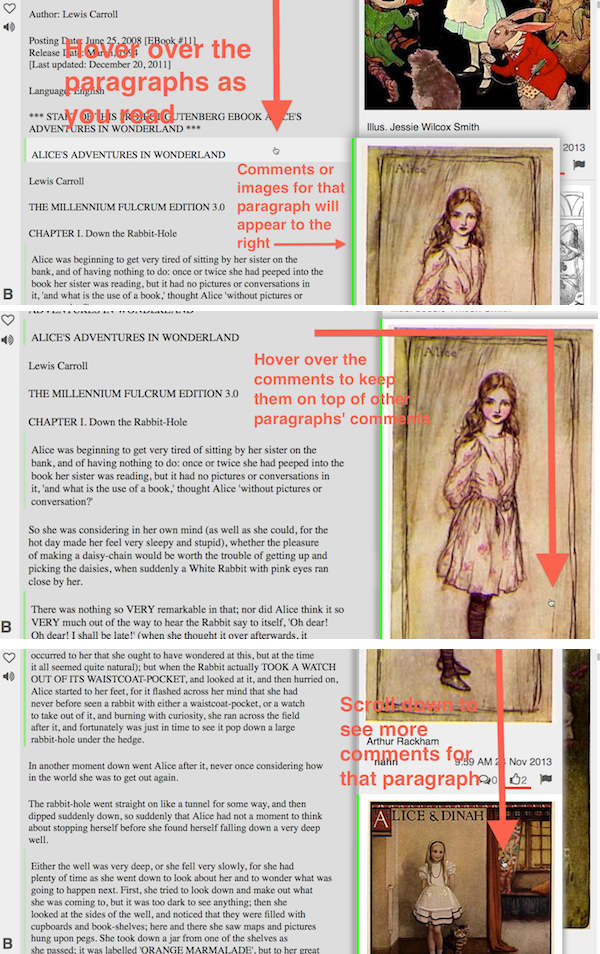 Author: Lewis Carroll
Posting Date: June 25, 2008 [EBook #11]
Release Date: March, 1994
[Last updated: December 20, 2011]
Language: English
*** START OF THIS PROJECT GUTENBERG EBOOK ALICE'S
ADVENTURES IN WONDERLAND ***
Hover over the
paragraphs as
you read
ALICE'S ADVENTURES IN WONDERLAND
Lewis Carroll
THE MILLENNIUM FULCRUM EDITION 3.0
CHAPTER I. Down the Rabbit-Hole
Alice was beginning to get very tired of sitting by her sister on the
bank, and of having nothing to do: once or twice she had peeped into the
book her sister was reading, but it had no pictures or conversations in
it, 'and what is the use of a book,' thought Alice 'without pictures or
B
Illus. Jessie Wilcox Smith
2013
Comments or
images for that
paragraph will
appear to the
right
Alice
ALICE'S ADVENTURES IN WONDERLAND
Lewis Carroll
THE MILLENNIUM FULCRUM EDITION 3.0
CHAPTER I. Down the Rabbit-Hole
Alice was beginning to get very tired of sitting by her sister on the
bank, and of having nothing to do: once or twice she had peeped into the
book her sister was reading, but it had no pictures or conversations in
it, 'and what is the use of a book,' thought Alice 'without pictures or
conversation?'
So she was considering in her own mind (as well as she could, for the
hot day made her feel very sleepy and stupid), whether the pleasure
of making a daisy-chain would be worth the trouble of getting up and
picking the daisies, when suddenly a White Rabbit with pink eyes ran
close by her.
There was nothing so VERY remarkable in that; nor did Alice think it so
VERY much out of the way to hear the Rabbit say to itself, 'Oh dear!
Oh dear! I shall be late!' (when she thought it over afterwards, it
B
Hover over the
comments to keep
them on top of other
paragraphs' comments
Alice
occurred to her that she ought to have wondered at this, but at the time
it all seemed quite natural); but when the Rabbit actually TOOK A WATCH
OUT OF ITS WAISTCOAT-POCKET, and looked at it, and then hurried on,
Alice started to her feet, for it flashed across her mind that she had
never before seen a rabbit with either a waistcoat-pocket, or a watch
to take out of it, and burning with curiosity, she ran across the field
after it, and fortunately was just in time to see it pop down a large
rabbit-hole under the hedge.
In another moment down went Alice after it, never once considering how
in the world she was to get out again.
The rabbit-hole went straight on like a tunnel for some way, and then
dipped suddenly down, so suddenly that Alice had not a moment to think
about stopping herself before she found herself falling down a very deep
well.
Either the well was very deep, or she fell very slowly, for she had
plenty of time as she went down to look about her and to wonder what was
going to happen next. First, she tried to look down and make out what
she was coming to, but it was too dark to see anything; then she
looked at the sides of the well, and noticed that they were filled with
cupboards and book-shelves; here and there she saw maps and pictures
hung upon pegs. She took down a jar from one of the shelves as
she passed; it was labelled 'ORANGE MARMALADE', but to her great
B
Scroll down to
see more
comments for
that paragraph
Arthur Rackham
9:59 AM
Nov 2013
0
2
ALICE & DINAH